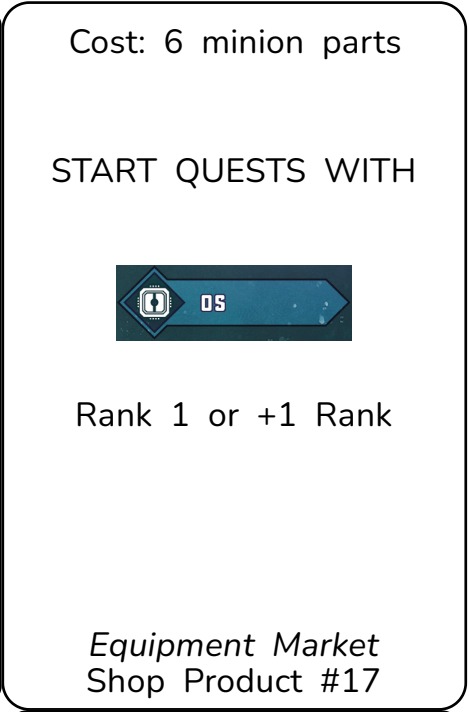 Cost: 6 minion parts
START QUESTS WITH
OS
Rank 1 or +1 Rank
Equipment Market
Shop Product #17